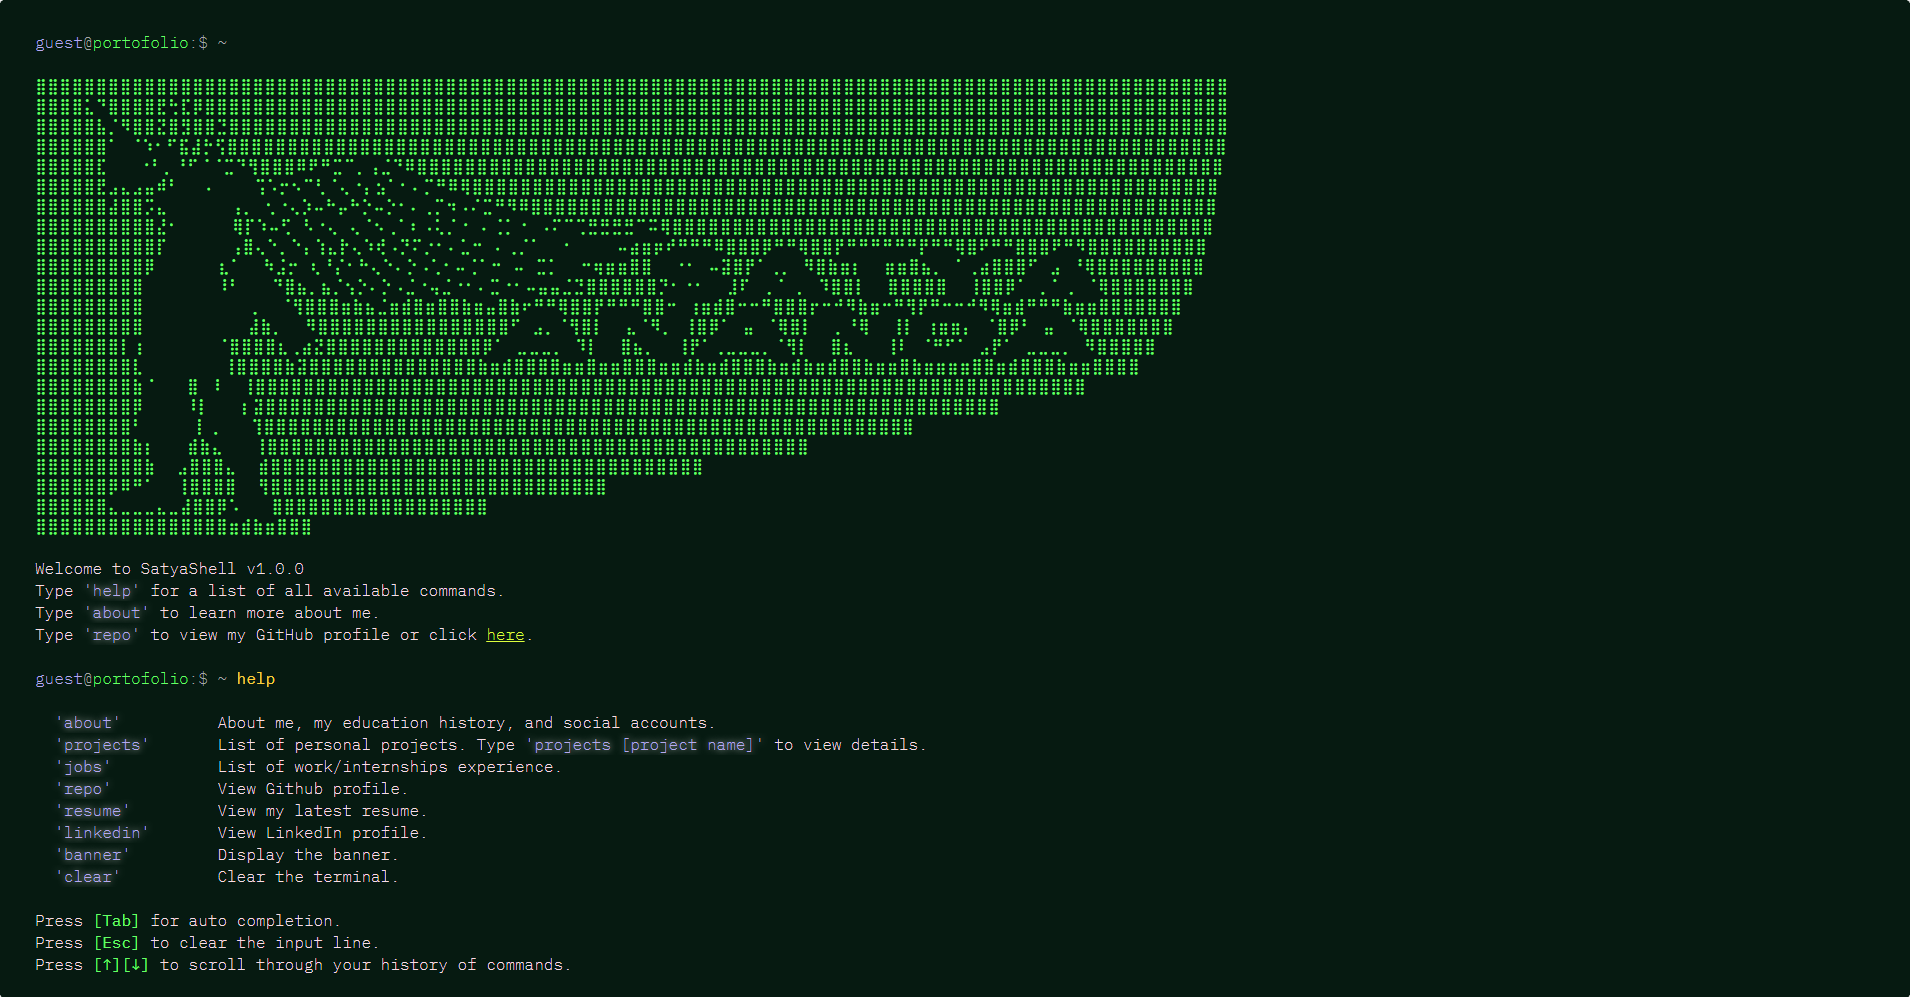 guest@portofolio:$ ~
Welcome to SatyaShell v1.0.0
Type 'help' for a list of all available commands.
Type 'about' to learn more about me.
Type 'repo' to view my GitHub profile or click here.
guest@portofolio:$ ~ help
'about' About me, my education history, and social accounts.
'projects' List of personal projects. Type 'projects [project name]' to view details.
'jobs' List of work/internships experience.
'repo' View Github profile.
'resume' View my latest resume.
'linkedin' View LinkedIn profile.
'banner' Display the banner.
'clear' Clear the terminal.
Press [Tab] for auto completion.
Press [Esc] to clear the input line.
Press [↑][↓] to scroll through your history of commands.